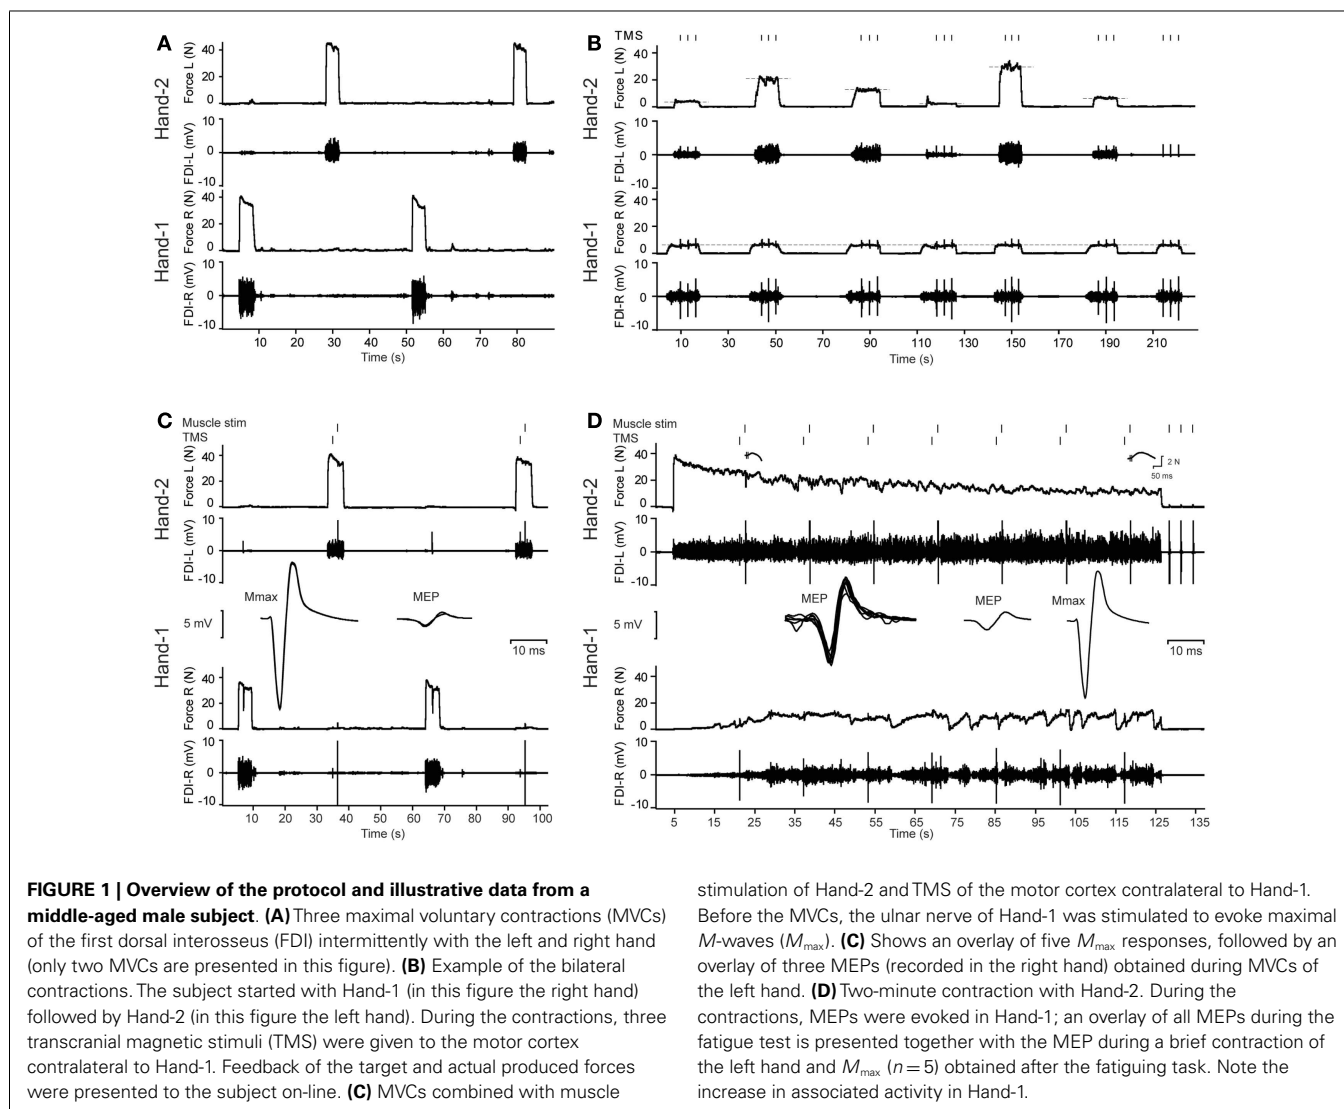 A
Hand-2
Force L (N)
40
20
0
FDI-L (mV)
10
0
-10
Hand-1
Force R (N)
40
20
0
FDI-R (mV)
10
0
-10
10 20 30 40 50 60 70 80
Time (s)
B
TMS
Hand-2
Force L (N)
40
20
0
FDI-L (mV)
10
0
-10
Hand-1
Force R (N)
40
20
0
FDI-R (mV)
10
0
-10
10 30 50 70 90 110 130 150 170 190 210
Time (s)
C
Muscle stim
TMS
Hand-2
Force L (N)
40
20
0
FDI-L (mV)
10
0
-10
Mmax
MEP
5 mV
10 ms
Hand-1
Force R (N)
40
20
0
FDI-R (mV)
10
0
-10
10 20 30 40 50 60 70 80 90 100
Time (s)
D
Muscle stim
TMS
Hand-2
Force L (N)
40
20
0
2 N
50 ms
FDI-L (mV)
10
0
-10
MEP
MEP
Mmax
5 mV
10 ms
Hand-1
Force R (N)
40
20
0
FDI-R (mV)
10
0
-10
5 15 25 35 45 55 65 75 85 95 105 115 125 135
Time (s)
FIGURE 1 | Overview of the protocol and illustrative data from a
middle-aged male subject. (A) Three maximal voluntary contractions (MVCs)
of the first dorsal interosseus (FDI) intermittently with the left and right hand
(only two MVCs are presented in this figure). (B) Example of the bilateral
contractions. The subject started with Hand-1 (in this figure the right hand)
followed by Hand-2 (in this figure the left hand). During the contractions, three
transcranial magnetic stimuli (TMS) were given to the motor cortex
contralateral to Hand-1. Feedback of the target and actual produced forces
were presented to the subject on-line. (C) MVCs combined with muscle
stimulation of Hand-2 and TMS of the motor cortex contralateral to Hand-1.
Before the MVCs, the ulnar nerve of Hand-1 was stimulated to evoke maximal
M-waves (Mmax). (C) Shows an overlay of five Mmax responses, followed by an
overlay of three MEPs (recorded in the right hand) obtained during MVCs of
the left hand. (D) Two-minute contraction with Hand-2. During the
contractions, MEPs were evoked in Hand-1; an overlay of all MEPs during the
fatigue test is presented together with the MEP during a brief contraction of
the left hand and Mmax (n = 5) obtained after the fatiguing task. Note the
increase in associated activity in Hand-1.